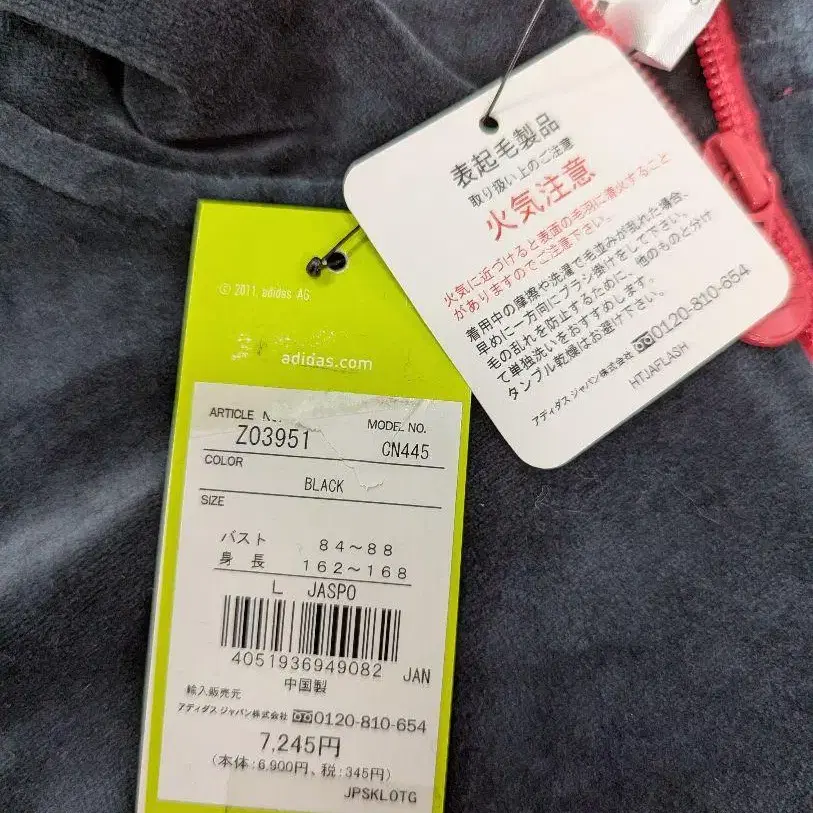 表起毛製品
取り扱い上のご注意
火気注意
火気に近づけると表面の毛羽に着火すること
がありますのでご注意下さい。
着用中の摩擦や洗濯で毛並みが乱れた場合、
早めに一方向にブラシ掛けをして下さい。
毛の乱れを防止するために、他のものと分け
て単独洗いをおすすめします。
タンブル乾燥はお避け下さい。
アディダス ジャパン株式会社 0120-810-654
HTJAFLASH
© 2011, adidas AG.
adidas.com
ARTICLE NO. MODEL NO.
Z03951 CN445
COLOR
BLACK
SIZE
バスト 84〜88
身 長 162〜168
L JASPO
4051936949082 JAN
中国製
輸入販売元
アディダス ジャパン株式会社 0120-810-654
7,245円
(本体:6,900円、税:345円)
JPSKLOTG